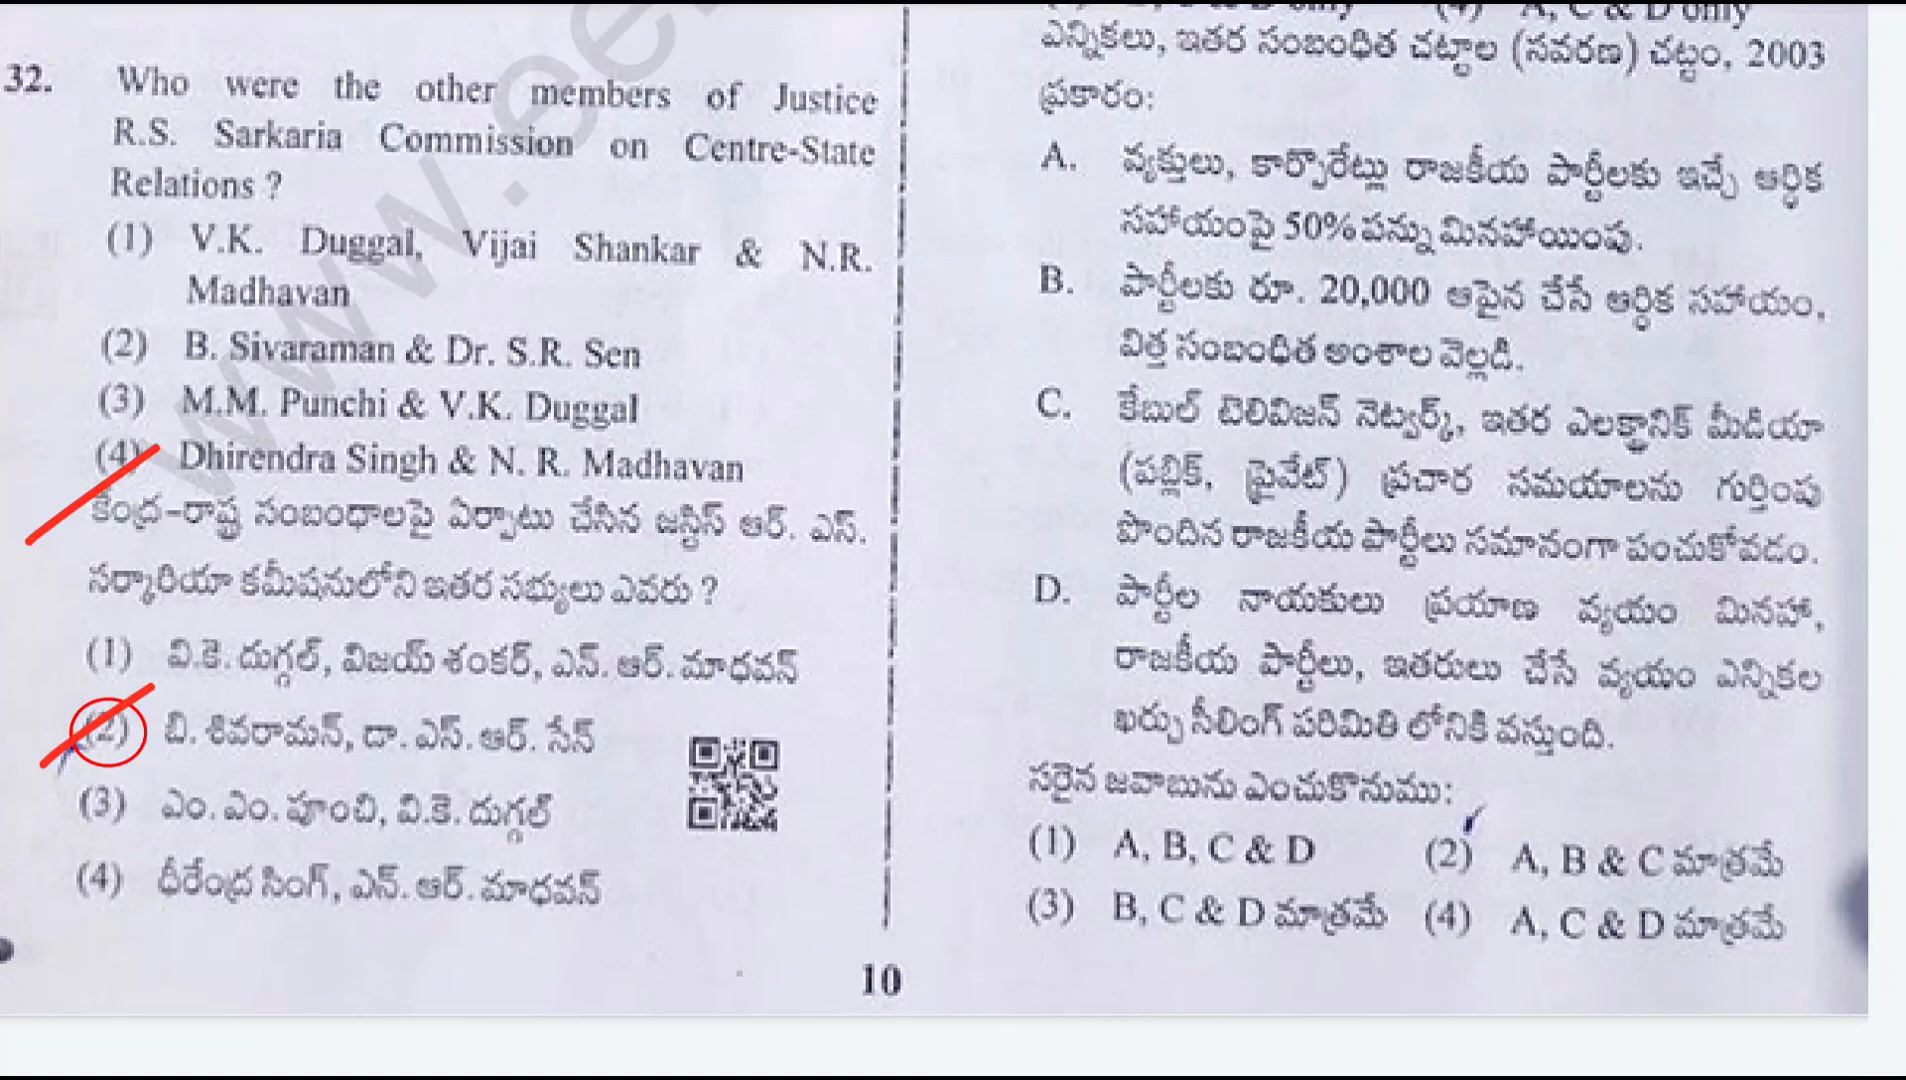 32. Who were the other members of Justice
R.S. Sarkaria Commission on Centre-State
Relations ?
(1) V.K. Duggal, Vijai Shankar & N.R.
Madhavan
(2) B. Sivaraman & Dr. S.R. Sen
(3) M.M. Punchi & V.K. Duggal
(4) Dhirendra Singh & N. R. Madhavan
కేంద్ర-రాష్ట్ర సంబంధాలపై ఏర్పాటు చేసిన జస్టిస్ ఆర్. ఎస్.
సర్కారియా కమీషనులోని ఇతర సభ్యులు ఎవరు ?
(1) వి.కె. దుగ్గల్, విజయ్ శంకర్, ఎన్. ఆర్. మాధవన్
(2) బి. శివరామన్, డా. ఎస్. ఆర్. సేన్
(3) ఎం. ఎం. పూంచి, వి.కె. దుగ్గల్
(4) ధీరేంద్ర సింగ్, ఎన్. ఆర్. మాధవన్
(4) A, C & D only
ఎన్నికలు, ఇతర సంబంధిత చట్టాల (సవరణ) చట్టం, 2003
ప్రకారం:
A. వ్యక్తులు, కార్పొరేట్లు రాజకీయ పార్టీలకు ఇచ్చే ఆర్థిక
సహాయంపై 50% పన్ను మినహాయింపు.
B. పార్టీలకు రూ. 20,000 ఆపైన చేసే ఆర్థిక సహాయం,
విత్త సంబంధిత అంశాల వెల్లడి.
C. కేబుల్ టెలివిజన్ నెట్వర్క్, ఇతర ఎలక్ట్రానిక్ మీడియా
(పబ్లిక్, ప్రైవేట్) ప్రచార సమయాలను గుర్తింపు
పొందిన రాజకీయ పార్టీలు సమానంగా పంచుకోవడం.
D. పార్టీల నాయకులు ప్రయాణ వ్యయం మినహా,
రాజకీయ పార్టీలు, ఇతరులు చేసే వ్యయం ఎన్నికల
ఖర్చు సీలింగ్ పరిమితి లోనికి వస్తుంది.
సరైన జవాబును ఎంచుకొనుము:
(1) A, B, C & D (2) A, B & C మాత్రమే
(3) B, C & D మాత్రమే (4) A, C & D మాత్రమే
10